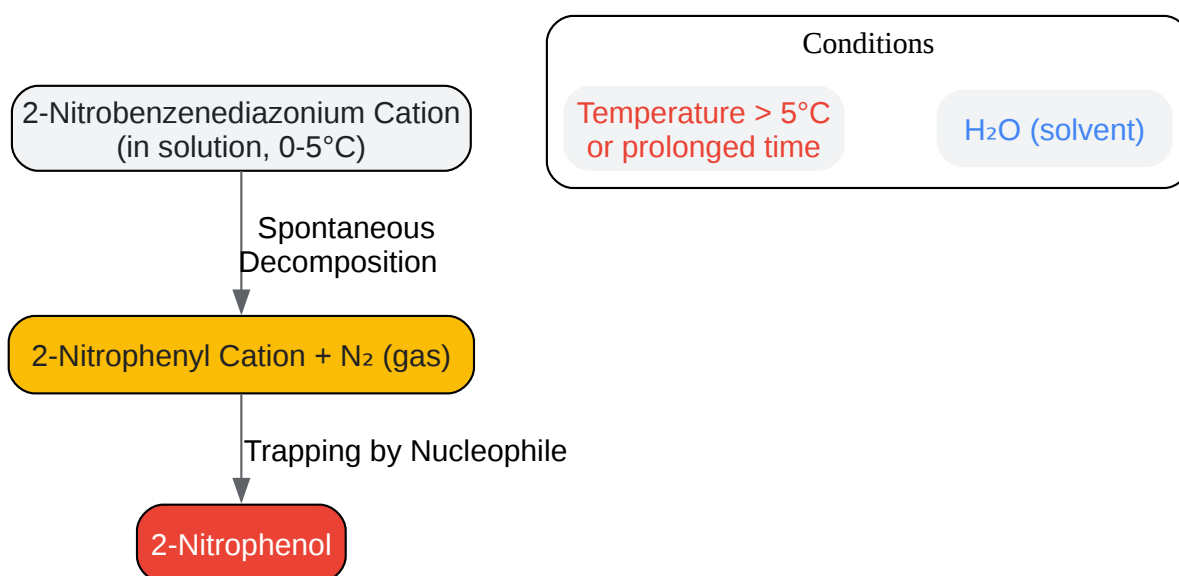 Conditions
2-Nitrobenzenediazonium Cation
(in solution, 0-5°C)
Temperature > 5°C
or prolonged time
H₂O (solvent)
Spontaneous
Decomposition
2-Nitrophenyl Cation + N₂ (gas)
Trapping by Nucleophile
2-Nitrophenol